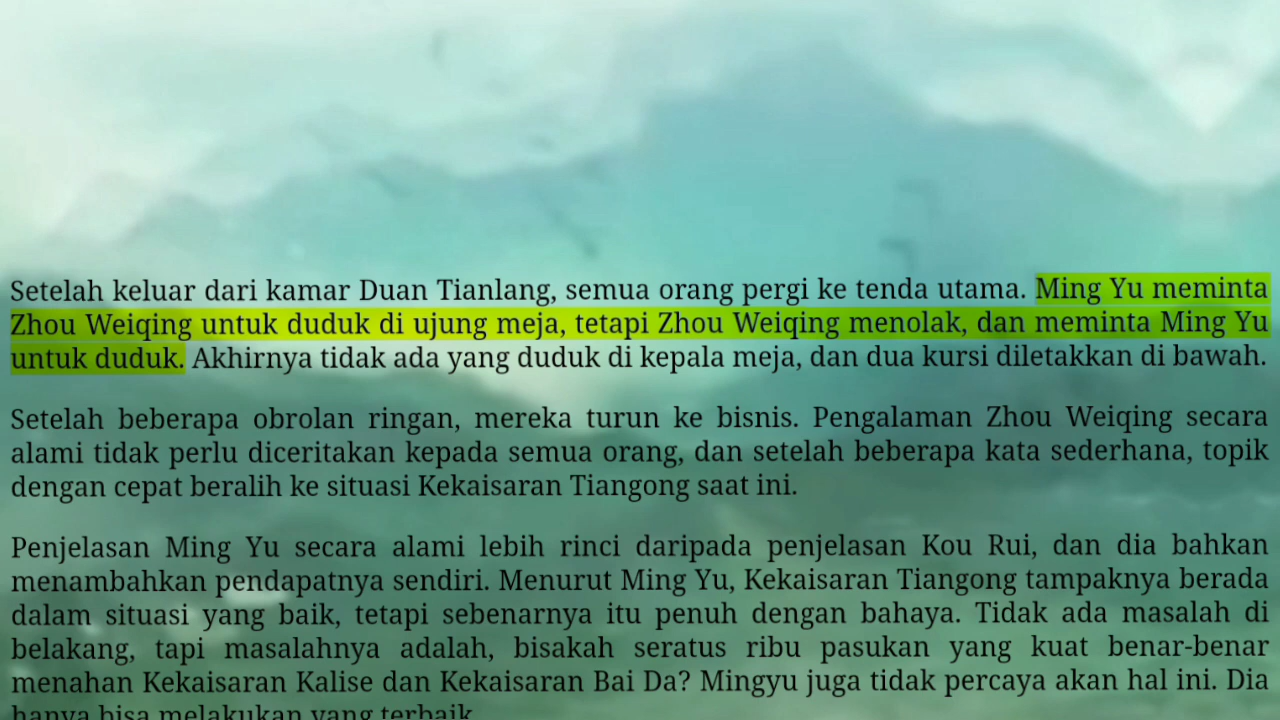 Setelah keluar dari kamar Duan Tianlang, semua orang pergi ke tenda utama. Ming Yu meminta
Zhou Weiqing untuk duduk di ujung meja, tetapi Zhou Weiqing menolak, dan meminta Ming Yu
untuk duduk. Akhirnya tidak ada yang duduk di kepala meja, dan dua kursi diletakkan di bawah.
Setelah beberapa obrolan ringan, mereka turun ke bisnis. Pengalaman Zhou Weiqing secara
alami tidak perlu diceritakan kepada semua orang, dan setelah beberapa kata sederhana, topik
dengan cepat beralih ke situasi Kekaisaran Tiangong saat ini.
Penjelasan Ming Yu secara alami lebih rinci daripada penjelasan Kou Rui, dan dia bahkan
menambahkan pendapatnya sendiri. Menurut Ming Yu, Kekaisaran Tiangong tampaknya berada
dalam situasi yang baik, tetapi sebenarnya itu penuh dengan bahaya. Tidak ada masalah di
belakang, tapi masalahnya adalah, bisakah seratus ribu pasukan yang kuat benar-benar
menahan Kekaisaran Kalise dan Kekaisaran Bai Da? Mingyu juga tidak percaya akan hal ini. Dia
hanya bisa melakukan yang terbaik